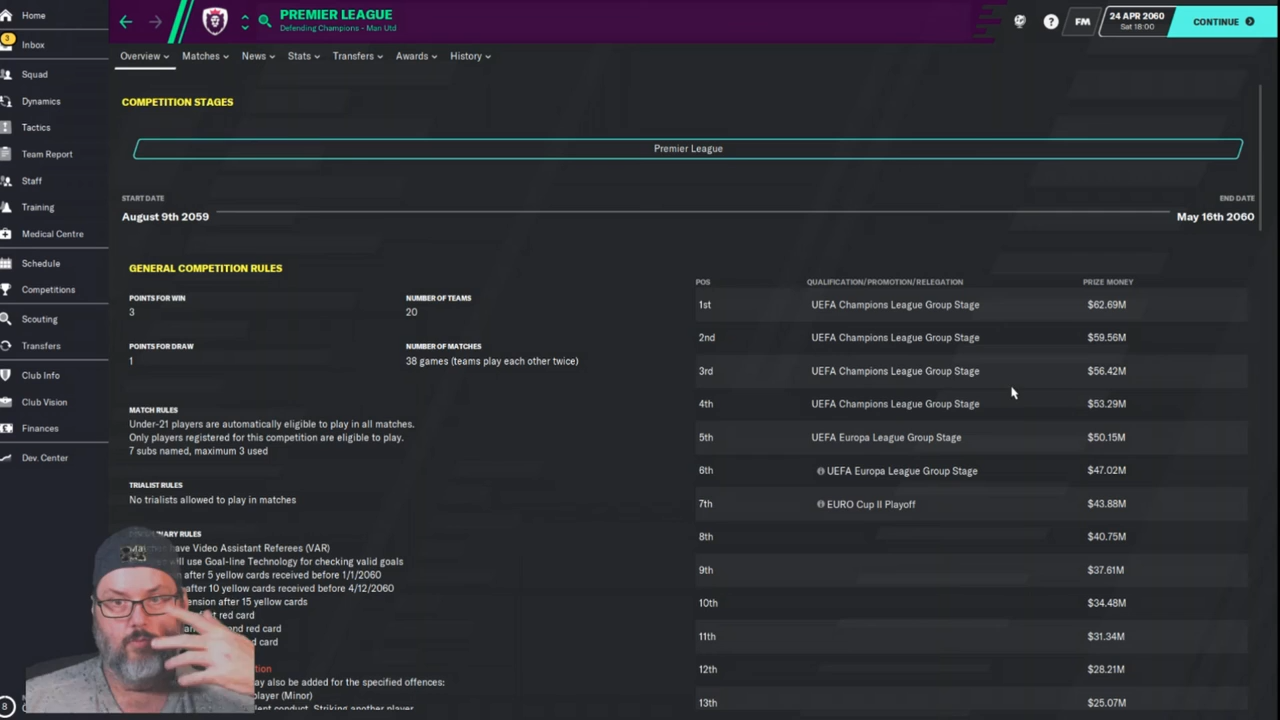 Home
3
Inbox
Squad
Dynamics
Tactics
Team Report
Staff
Training
Medical Centre
Schedule
Competitions
Scouting
Transfers
Club Info
Club Vision
Finances
Dev. Center
8
PREMIER LEAGUE
Defending Champions - Man Utd
?
FM
24 APR 2060
Sat 18:00
CONTINUE
Overview
Matches
News
Stats
Transfers
Awards
History
COMPETITION STAGES
Premier League
START DATE
August 9th 2059
END DATE
May 16th 2060
GENERAL COMPETITION RULES
POINTS FOR WIN
3
NUMBER OF TEAMS
20
POINTS FOR DRAW
1
NUMBER OF MATCHES
38 games (teams play each other twice)
MATCH RULES
Under-21 players are automatically eligible to play in all matches.
Only players registered for this competition are eligible to play.
7 subs named, maximum 3 used
TRIALIST RULES
No trialists allowed to play in matches
RULES
have Video Assistant Referees (VAR)
will use Goal-line Technology for checking valid goals
after 5 yellow cards received before 1/1/2060
after 10 yellow cards received before 4/12/2060
after 15 yellow cards
red card
red card
card
may also be added for the specified offences:
(Minor)
conduct, Striking another player
POS QUALIFICATION/PROMOTION/RELEGATION PRIZE MONEY
1st UEFA Champions League Group Stage $62.69M
2nd UEFA Champions League Group Stage $59.56M
3rd UEFA Champions League Group Stage $56.42M
4th UEFA Champions League Group Stage $53.29M
5th UEFA Europa League Group Stage $50.15M
6th UEFA Europa League Group Stage $47.02M
7th EURO Cup II Playoff $43.88M
8th $40.75M
9th $37.61M
10th $34.48M
11th $31.34M
12th $28.21M
13th $25.07M